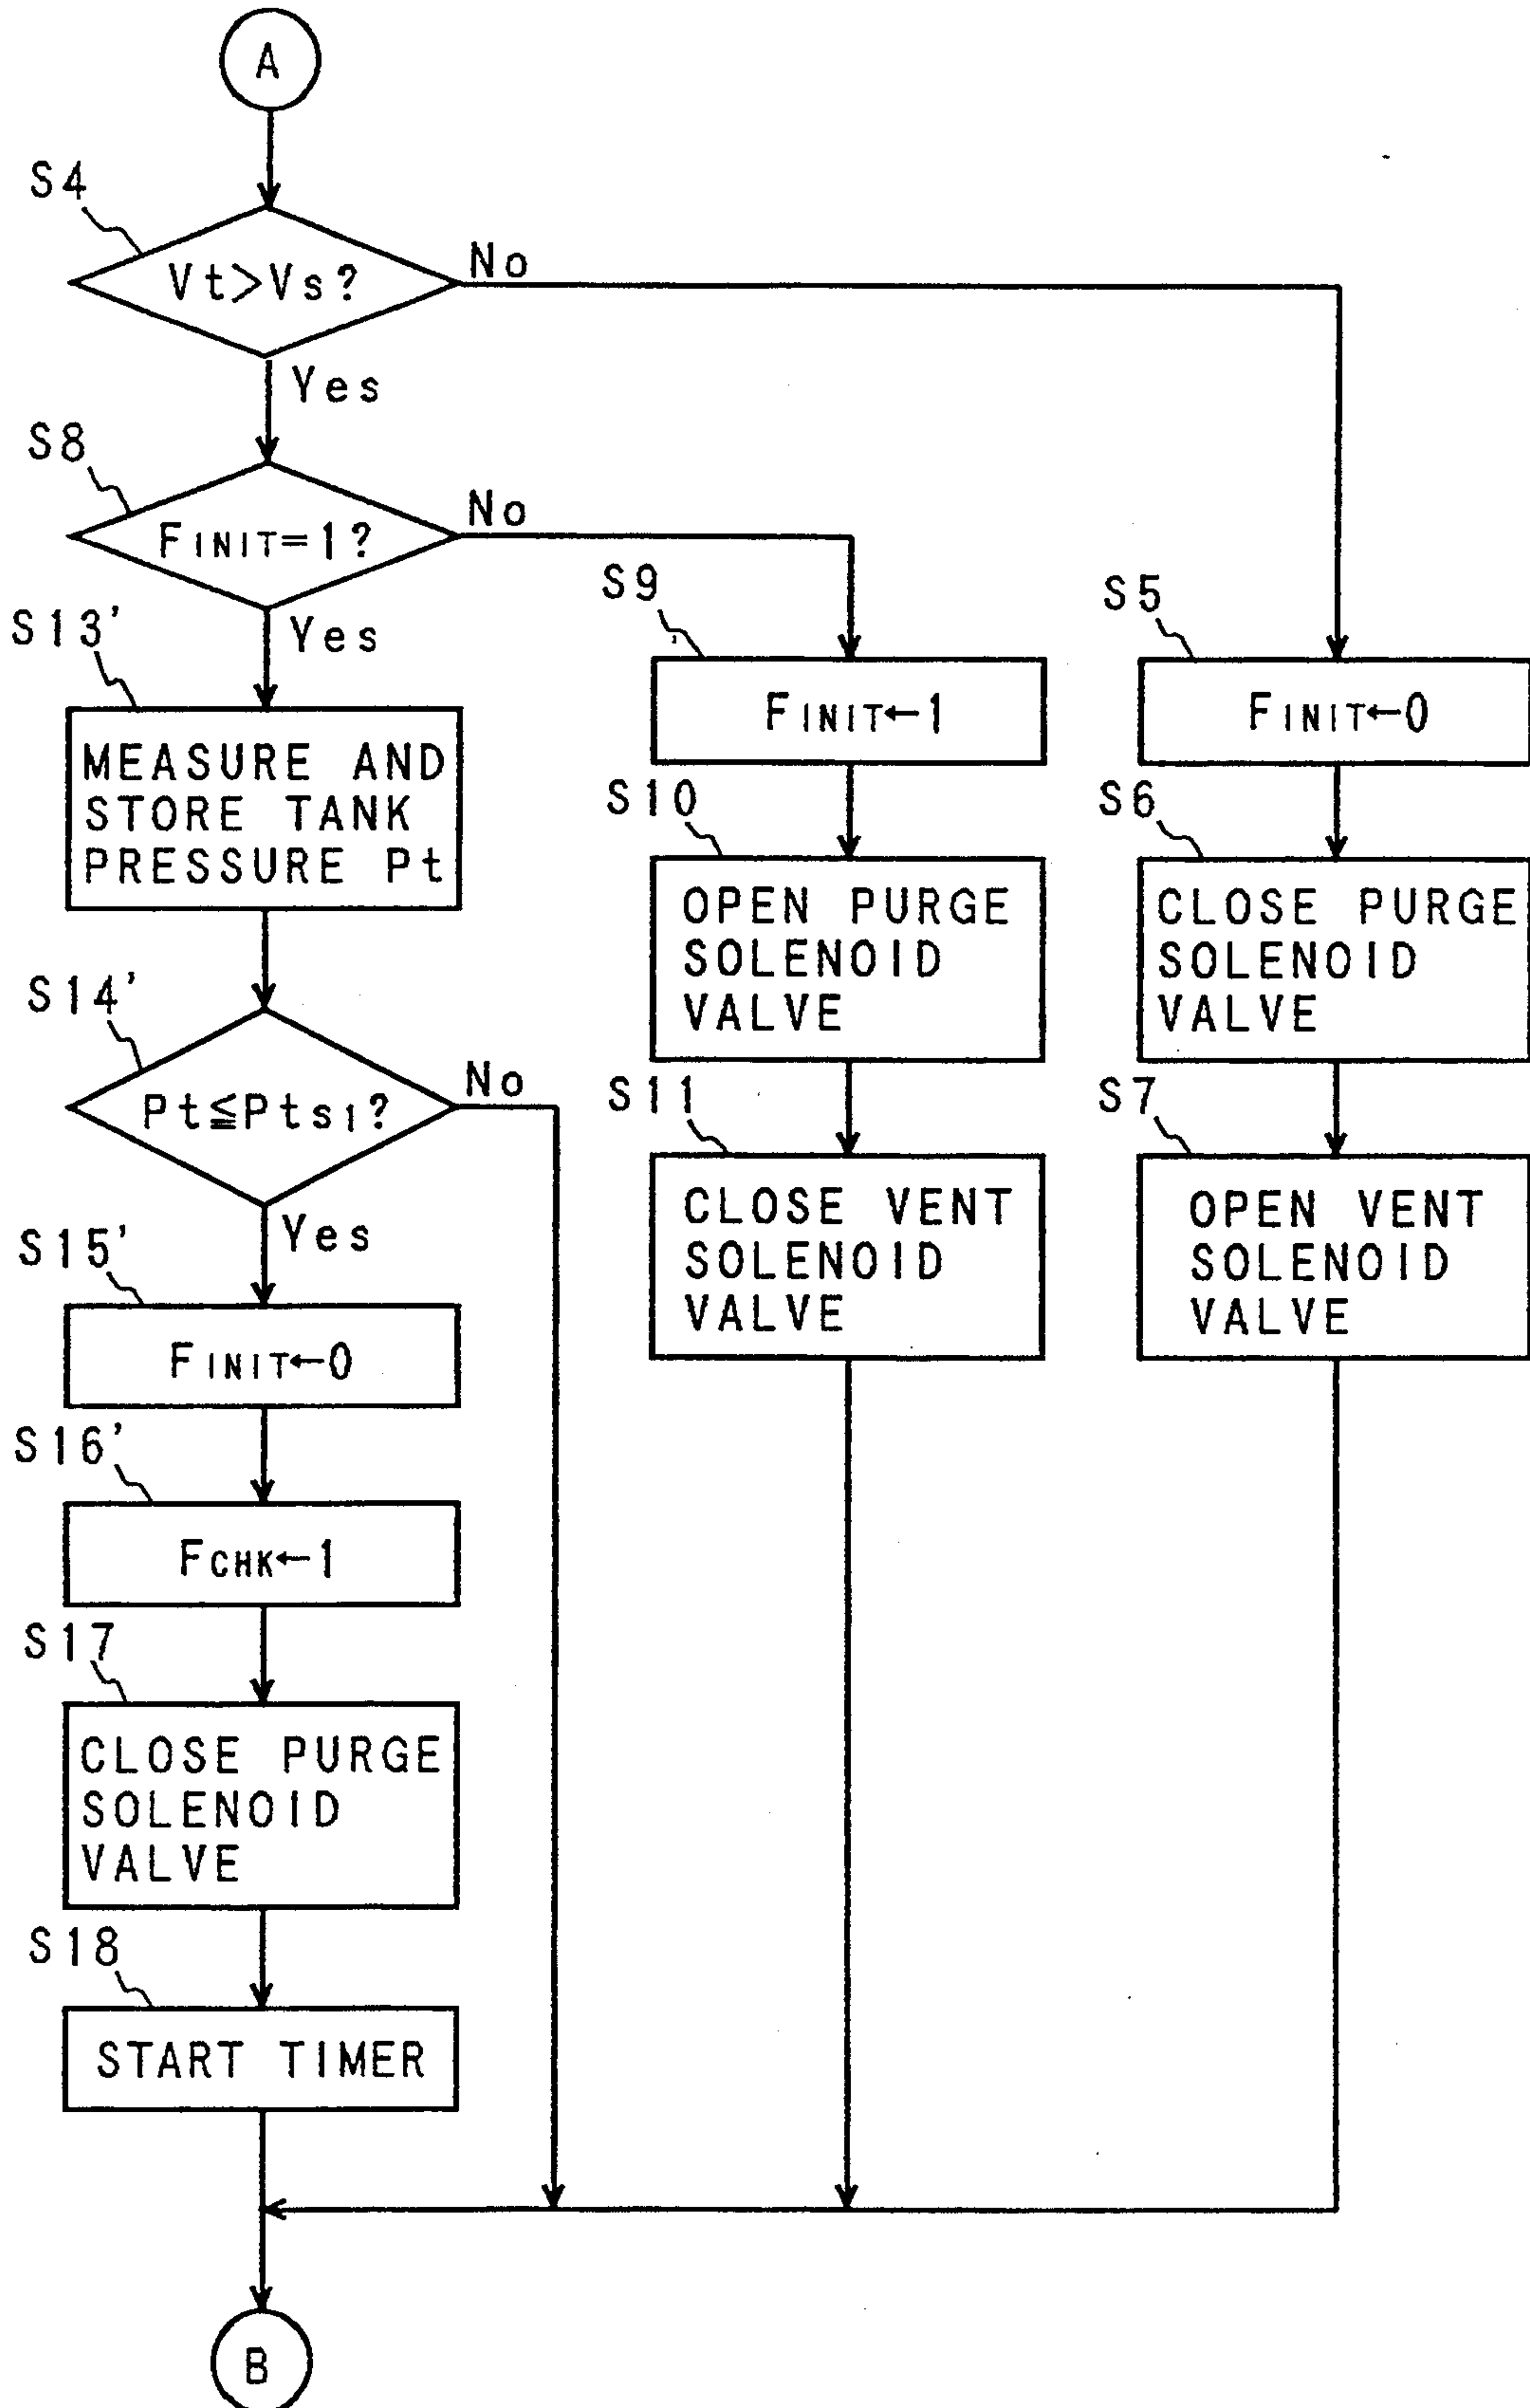 A
S4
Vt>Vs?
No
Yes
S8
FINIT=1?
No
Yes
S13'
MEASURE AND
STORE TANK
PRESSURE Pt
S14'
Pt≦Pts1?
No
Yes
S15'
FINIT←0
S16'
FCHK←1
S17
CLOSE PURGE
SOLENOID
VALVE
S18
START TIMER
S9
FINIT←1
S10
OPEN PURGE
SOLENOID
VALVE
S11
CLOSE VENT
SOLENOID
VALVE
S5
FINIT←0
S6
CLOSE PURGE
SOLENOID
VALVE
S7
OPEN VENT
SOLENOID
VALVE
B